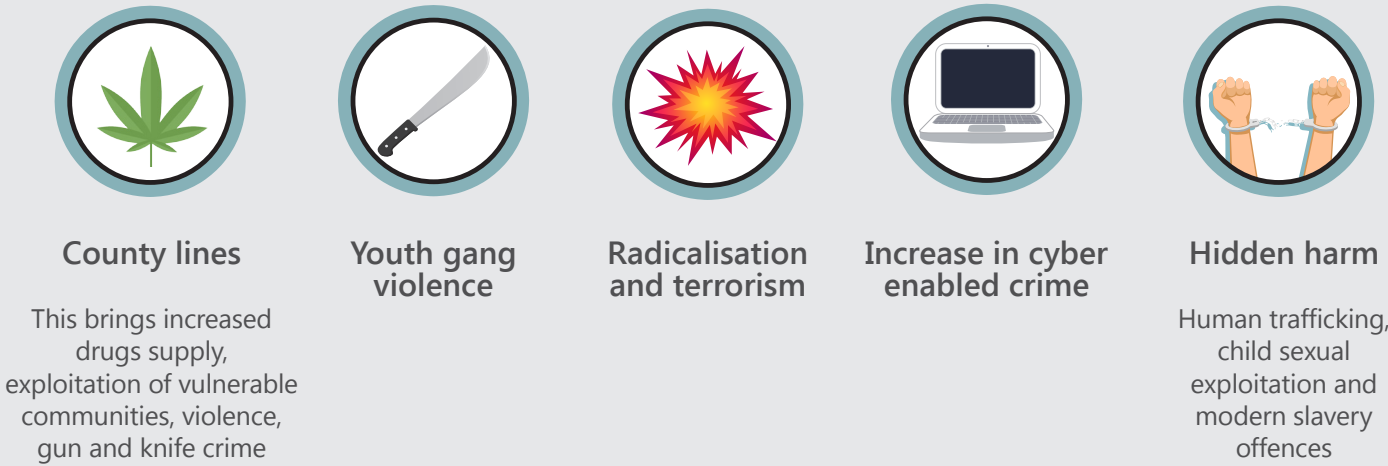 County lines
This brings increased
drugs supply,
exploitation of vulnerable
communities, violence,
gun and knife crime
Youth gang
violence
Radicalisation
and terrorism
Increase in cyber
enabled crime
Hidden harm
Human trafficking,
child sexual
exploitation and
modern slavery
offences